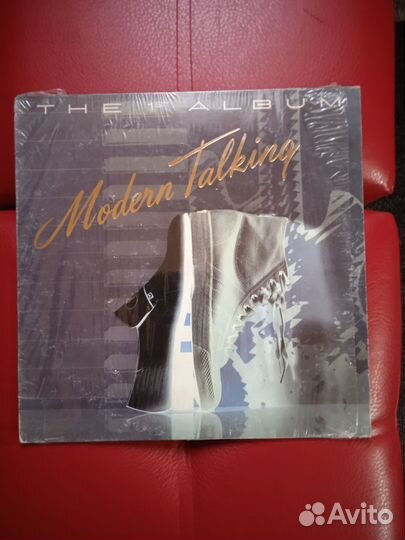 THE 1ST ALBUM
Modern Talking
Avito